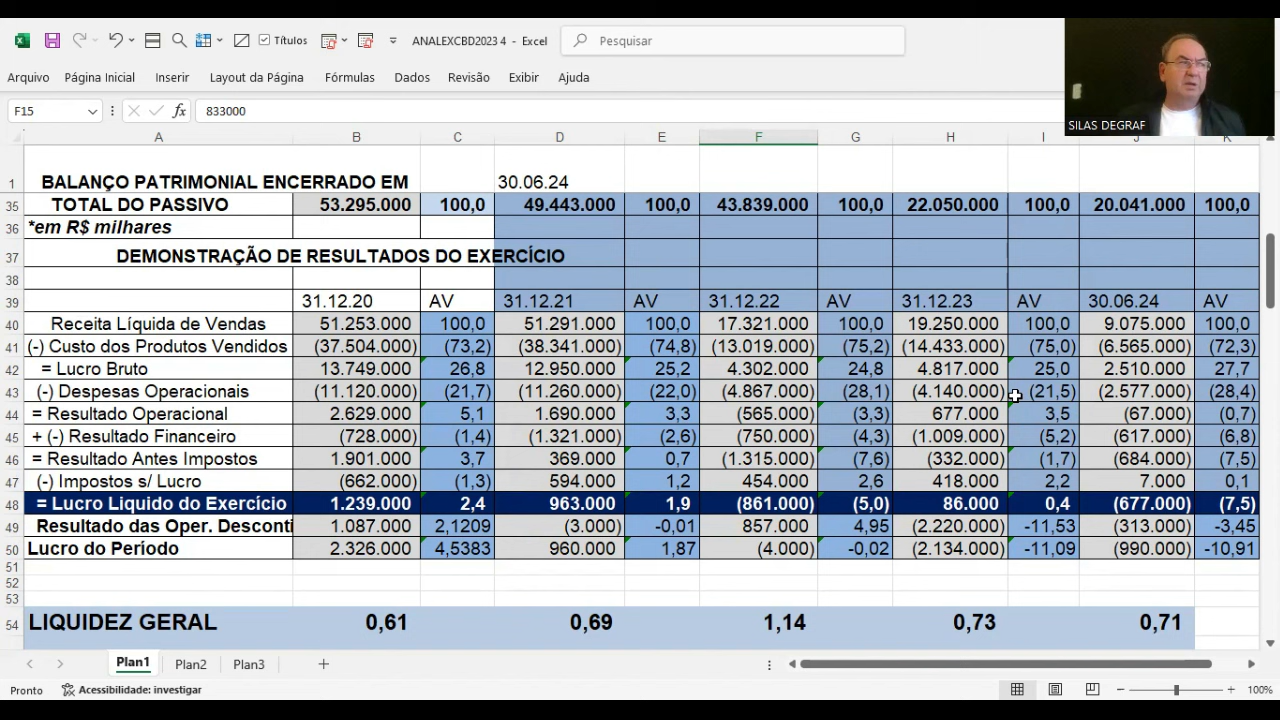 Títulos
ANALEXCBD2023 4 - Excel
Pesquisar
Arquivo Página Inicial Inserir Layout da Página Fórmulas Dados Revisão Exibir Ajuda
SILAS DEGRAF
F15 fx 833000
A B C D E F G H I J K
1 BALANÇO PATRIMONIAL ENCERRADO EM 30.06.24
35 TOTAL DO PASSIVO 53.295.000 100,0 49.443.000 100,0 43.839.000 100,0 22.050.000 100,0 20.041.000 100,0
36 *em R$ milhares
37 DEMONSTRAÇÃO DE RESULTADOS DO EXERCÍCIO
38
39 31.12.20 AV 31.12.21 AV 31.12.22 AV 31.12.23 AV 30.06.24 AV
40 Receita Líquida de Vendas 51.253.000 100,0 51.291.000 100,0 17.321.000 100,0 19.250.000 100,0 9.075.000 100,0
41 (-) Custo dos Produtos Vendidos (37.504.000) (73,2) (38.341.000) (74,8) (13.019.000) (75,2) (14.433.000) (75,0) (6.565.000) (72,3)
42 = Lucro Bruto 13.749.000 26,8 12.950.000 25,2 4.302.000 24,8 4.817.000 25,0 2.510.000 27,7
43 (-) Despesas Operacionais (11.120.000) (21,7) (11.260.000) (22,0) (4.867.000) (28,1) (4.140.000) (21,5) (2.577.000) (28,4)
44 = Resultado Operacional 2.629.000 5,1 1.690.000 3,3 (565.000) (3,3) 677.000 3,5 (67.000) (0,7)
45 + (-) Resultado Financeiro (728.000) (1,4) (1.321.000) (2,6) (750.000) (4,3) (1.009.000) (5,2) (617.000) (6,8)
46 = Resultado Antes Impostos 1.901.000 3,7 369.000 0,7 (1.315.000) (7,6) (332.000) (1,7) (684.000) (7,5)
47 (-) Impostos s/ Lucro (662.000) (1,3) 594.000 1,2 454.000 2,6 418.000 2,2 7.000 0,1
48 = Lucro Liquido do Exercício 1.239.000 2,4 963.000 1,9 (861.000) (5,0) 86.000 0,4 (677.000) (7,5)
49 Resultado das Oper. Desconti 1.087.000 2,1209 (3.000) -0,01 857.000 4,95 (2.220.000) -11,53 (313.000) -3,45
50 Lucro do Período 2.326.000 4,5383 960.000 1,87 (4.000) -0,02 (2.134.000) -11,09 (990.000) -10,91
51
52
53
54 LIQUIDEZ GERAL 0,61 0,69 1,14 0,73 0,71
Plan1 Plan2 Plan3
Pronto Acessibilidade: investigar 100%